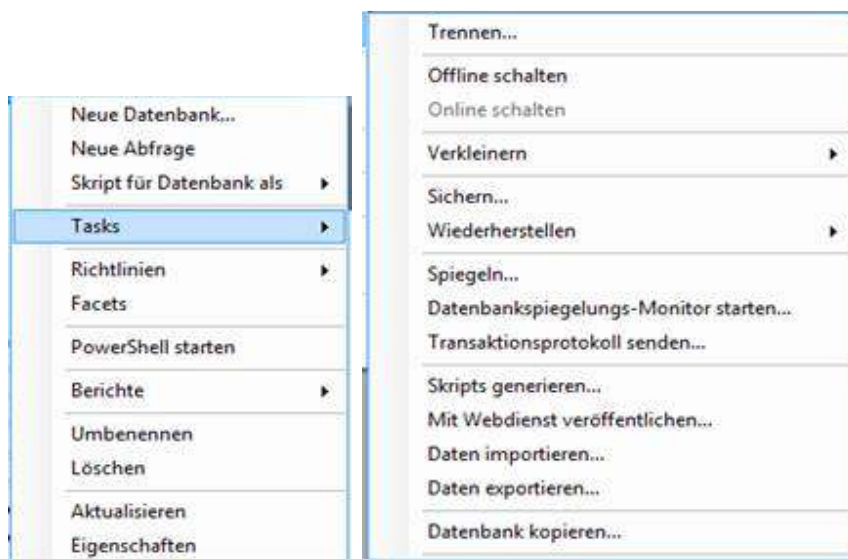 Neue Datenbank...
Neue Abfrage
Skript für Datenbank als
Tasks
Richtlinien
Facets
PowerShell starten
Berichte
Umbenennen
Löschen
Aktualisieren
Eigenschaften
Trennen...
Offline schalten
Online schalten
Verkleinern
Sichern...
Wiederherstellen
Spiegeln...
Datenbankspiegelungs-Monitor starten...
Transaktionsprotokoll senden...
Skripts generieren...
Mit Webdienst veröffentlichen...
Daten importieren...
Daten exportieren...
Datenbank kopieren...